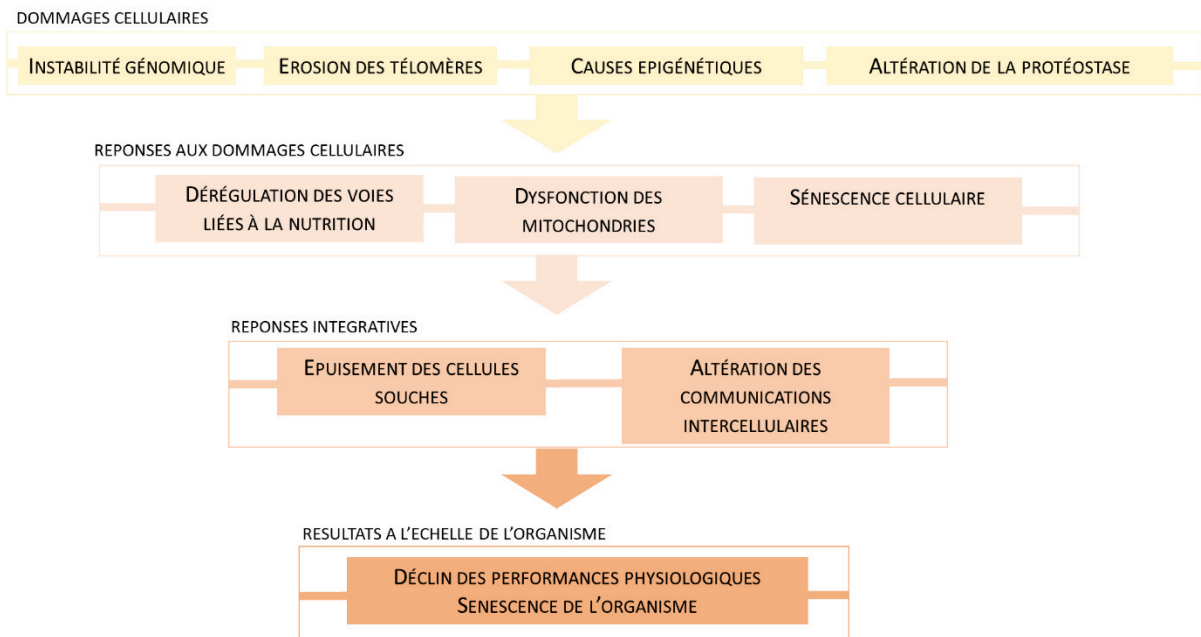 DOMMAGES CELLULAIRES
INSTABILITÉ GÉNOMIQUE
EROSION DES TÉLOMÈRES
CAUSES EPIGÉNÉTIQUES
ALTÉRATION DE LA PROTÉOSTASE
REPONSES AUX DOMMAGES CELLULAIRES
DÉRÉGULATION DES VOIES
LIÉES À LA NUTRITION
DYSFONCTION DES
MITOCHONDRIES
SÉNESCENCE CELLULAIRE
REPONSES INTEGRATIVES
EPUISEMENT DES CELLULES
SOUCHES
ALTÉRATION DES
COMMUNICATIONS
INTERCELLULAIRES
RESULTATS A L'ECHELLE DE L'ORGANISME
DÉCLIN DES PERFORMANCES PHYSIOLOGIQUES
SENESCENCE DE L'ORGANISME